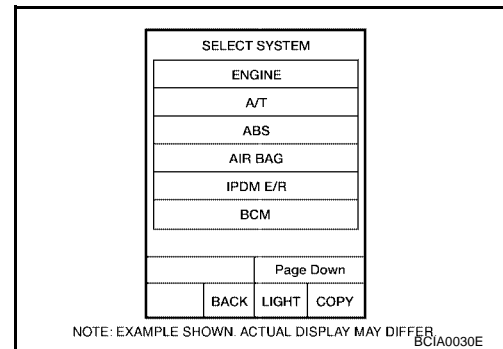 SELECT SYSTEM
ENGINE
A/T
ABS
AIR BAG
IPDM E/R
BCM
Page Down
BACK LIGHT COPY
NOTE: EXAMPLE SHOWN. ACTUAL DISPLAY MAY DIFFER.
BCIA0030E